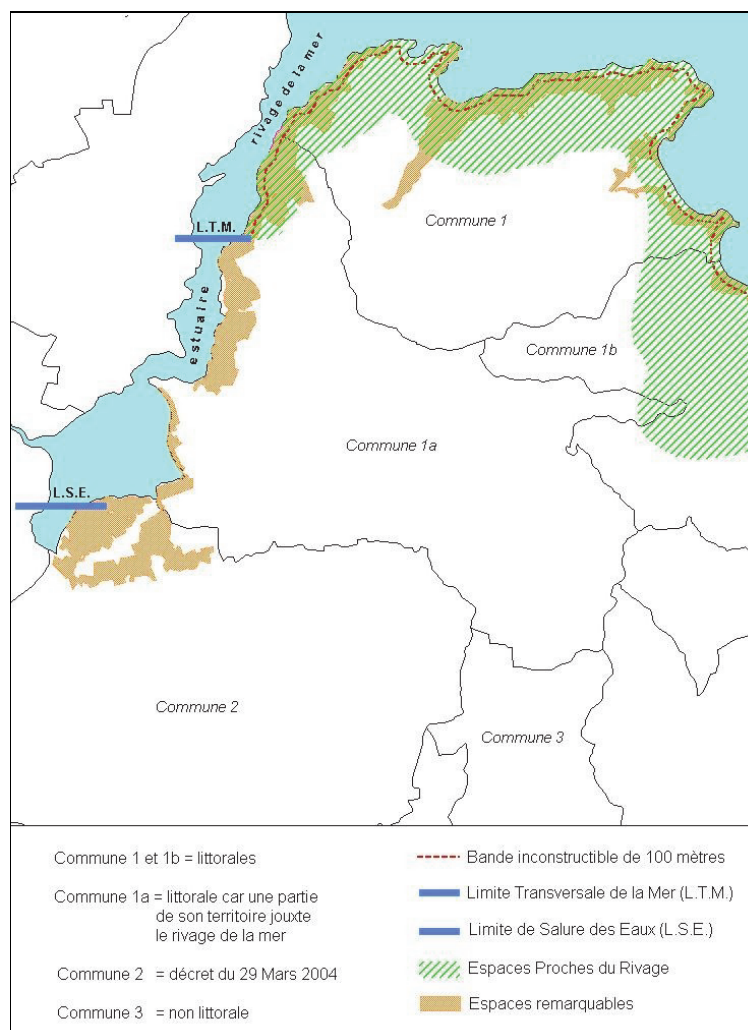 rivage de la mer
L.T.M.
Commune 1
estuaire
Commune 1b
Commune 1a
L.S.E.
Commune 2
Commune 3
Commune 1 et 1b = littorales
Commune 1a = littorale car une partie
de son territoire jouxte
le rivage de la mer
Commune 2 = décret du 29 Mars 2004
Commune 3 = non littorale
Bande inconstructible de 100 mètres
Limite Transversale de la Mer (L.T.M.)
Limite de Salure des Eaux (L.S.E.)
Espaces Proches du Rivage
Espaces remarquables